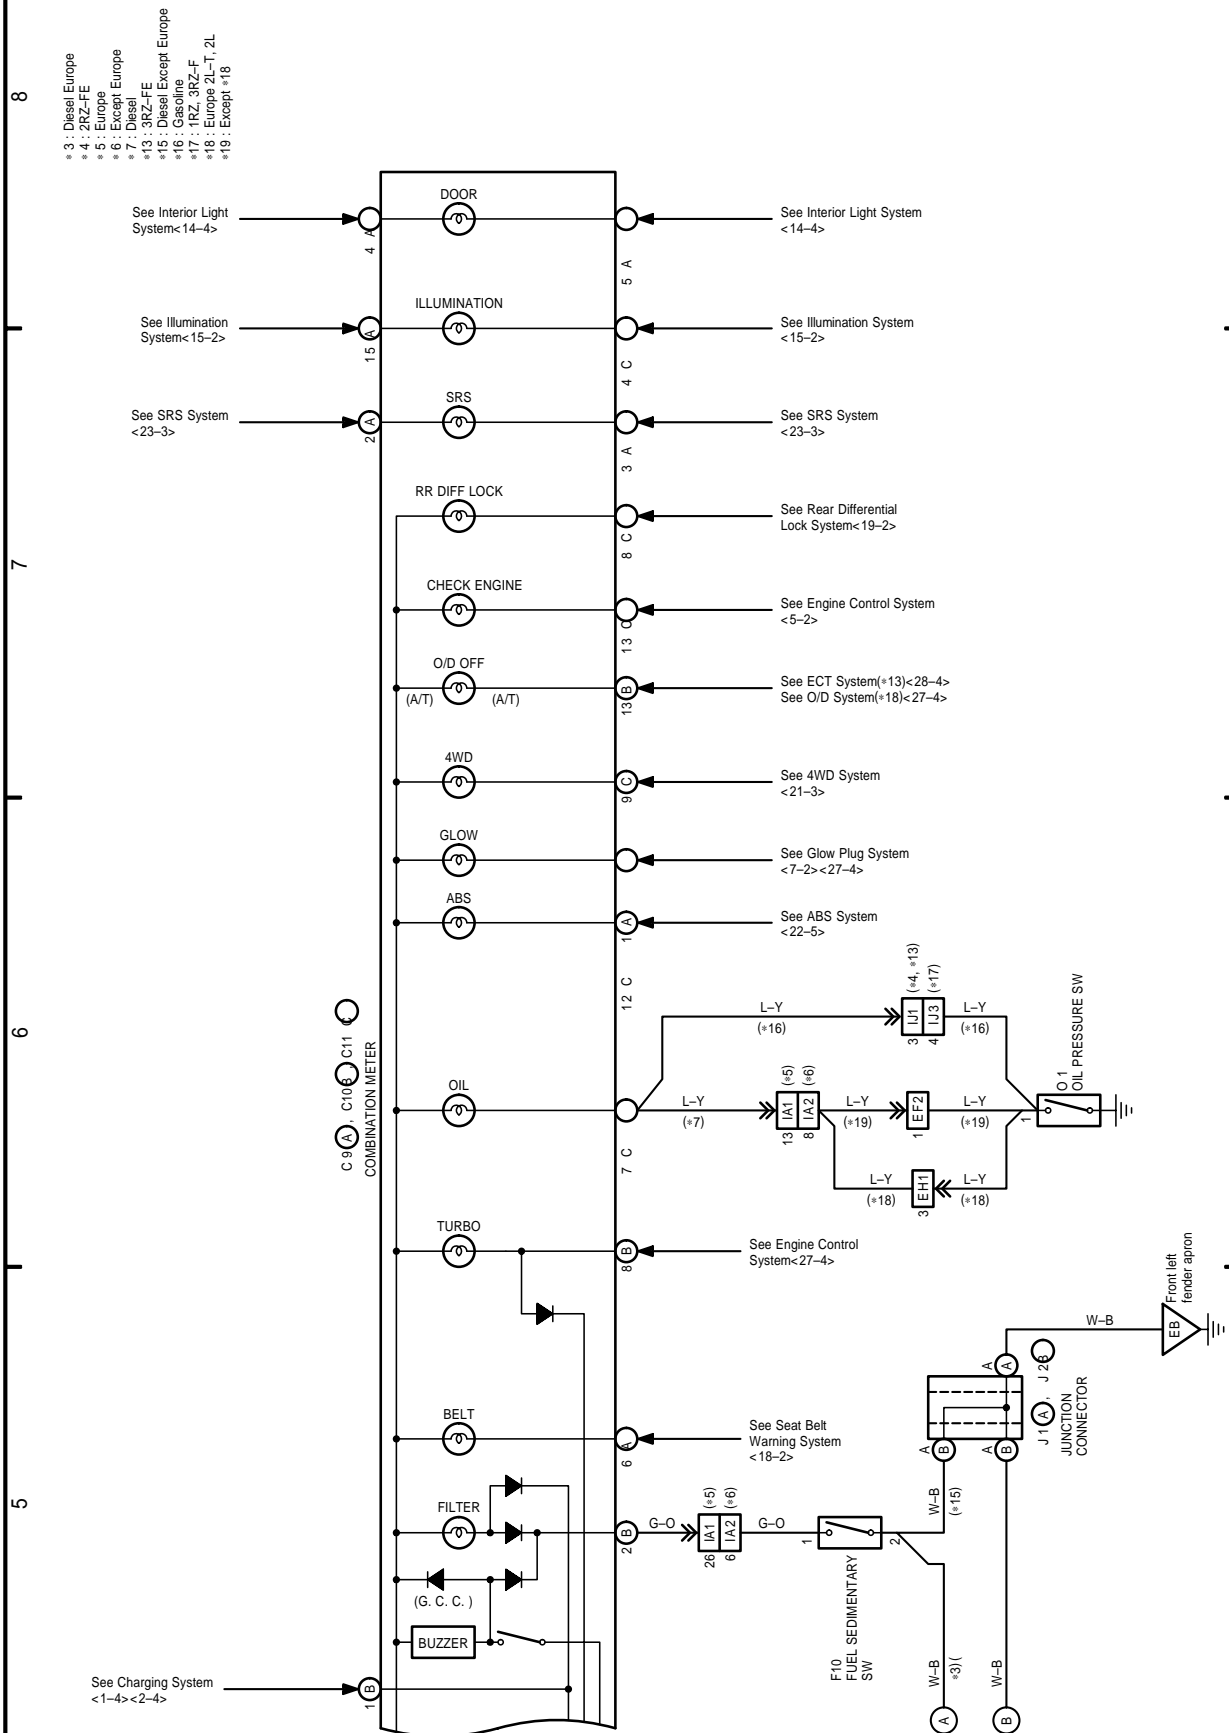 8
7
6
5
* 3 : Diesel Europe
* 4 : 2RZ–FE
* 5 : Europe
* 6 : Except Europe
* 7 : Diesel
*13 : 3RZ–FE
*15 : Diesel Except Europe
*16 : Gasoline
*17 : 1RZ, 3RZ–F
*18 : Europe 2L–T, 2L
*19 : Except *18
See Interior Light
System<14–4>
4 A
DOOR
5 A
See Interior Light System
<14–4>
See Illumination
System<15–2>
15 A
ILLUMINATION
4 C
See Illumination System
<15–2>
See SRS System
<23–3>
2 A
SRS
3 A
See SRS System
<23–3>
RR DIFF LOCK
8 C
See Rear Differential
Lock System<19–2>
CHECK ENGINE
13 C
See Engine Control System
<5–2>
O/D OFF
(A/T) (A/T)
13 B
See ECT System(*13)<28–4>
See O/D System(*18)<27–4>
4WD
9 C
See 4WD System
<21–3>
GLOW
See Glow Plug System
<7–2><27–4>
ABS
1 A
See ABS System
<22–5>
12 C
C 9 A , C10 B , C11 C
COMBINATION METER
OIL
7 C
L–Y
(*16)
3 IJ1 (*4, *13)
4 IJ3 (*17)
L–Y
(*16)
L–Y
(*7)
13 IA1 (*5)
8 IA2 (*6)
L–Y
(*19)
1 EF2
L–Y
(*19)
L–Y
(*18)
3 EH1
L–Y
(*18)
1
O 1
OIL PRESSURE SW
TURBO
8 B
See Engine Control
System<27–4>
Front left
fender apron
EB
W–B
A A
J 1 A , J 2 B
JUNCTION
CONNECTOR
A B
A B
BELT
6 A
See Seat Belt
Warning System
<18–2>
FILTER
2 B
G–O
26 IA1 (*5)
6 IA2 (*6)
G–O
1
2
F10
FUEL SEDIMENTARY
SW
W–B
(*15)
(G. C. C. )
BUZZER
See Charging System
<1–4><2–4>
1 B
W–B
*3) (
A
W–B
B